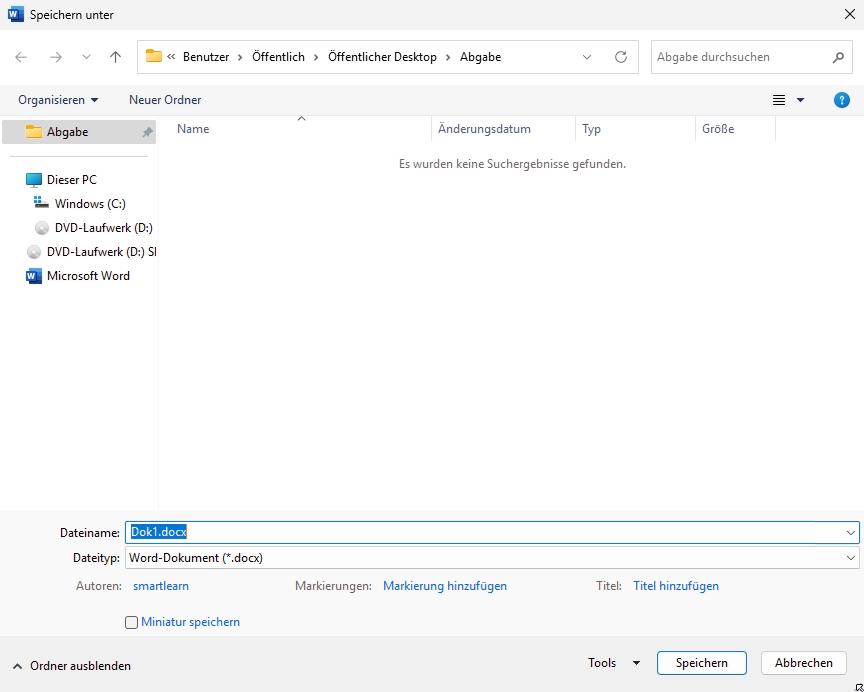 Speichern unter
« Benutzer › Öffentlich › Öffentlicher Desktop › Abgabe
Abgabe durchsuchen
Organisieren
Neuer Ordner
?
Abgabe
Dieser PC
Windows (C:)
DVD-Laufwerk (D:)
DVD-Laufwerk (D:) SI
Microsoft Word
Name
Änderungsdatum
Typ
Größe
Es wurden keine Suchergebnisse gefunden.
Dateiname: Dok1.docx
Dateityp: Word-Dokument (*.docx)
Autoren: smartlearn
Markierungen: Markierung hinzufügen
Titel: Titel hinzufügen
Miniatur speichern
Ordner ausblenden
Tools
Speichern
Abbrechen